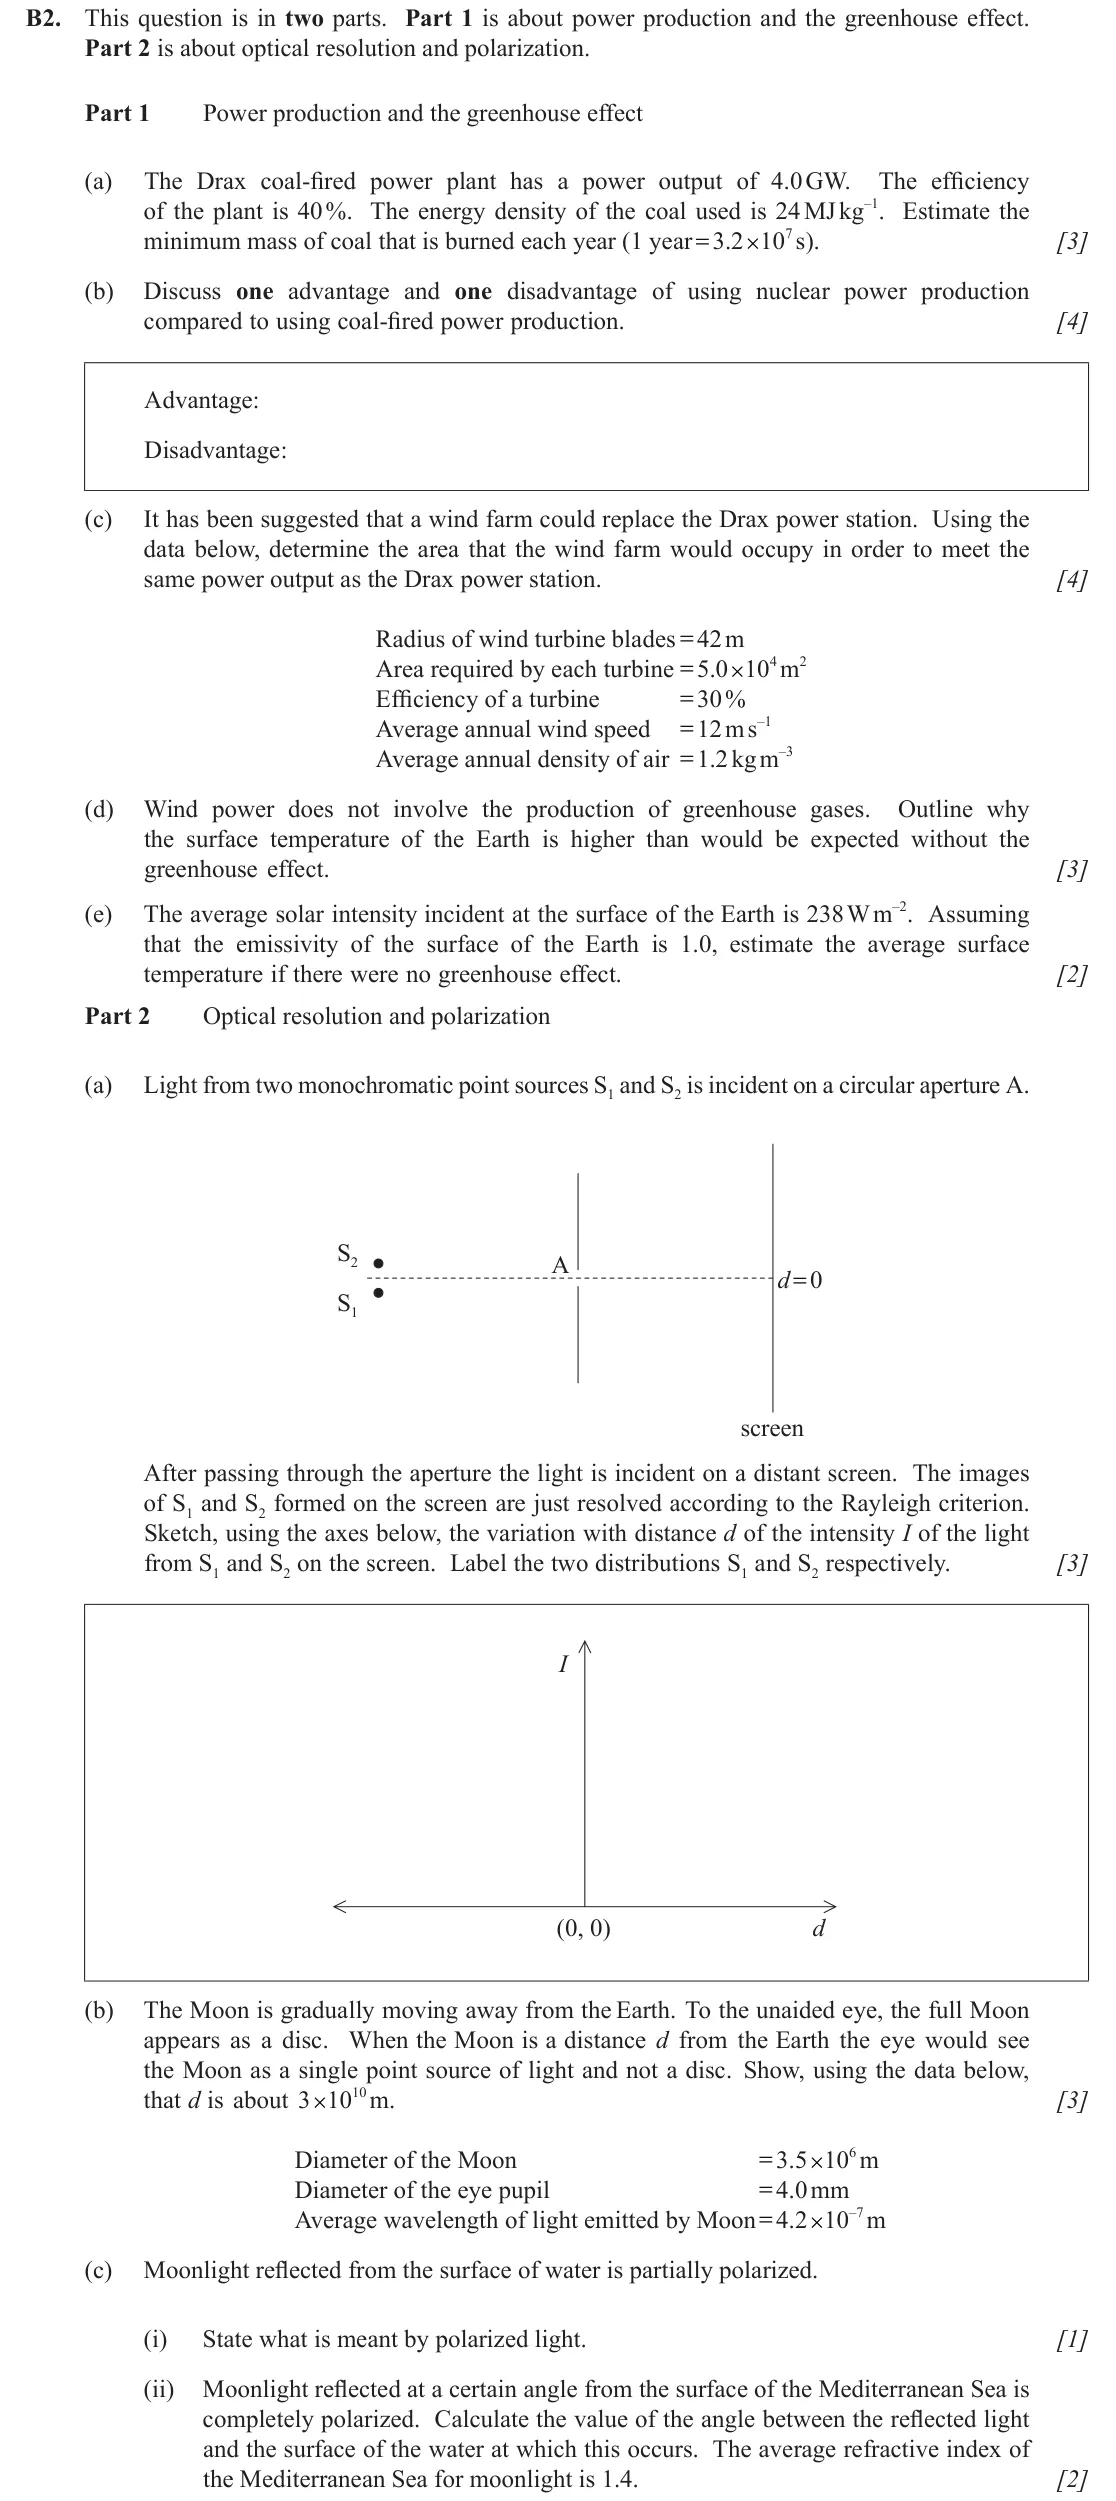 B2. This question is in two parts. Part 1 is about power production and the greenhouse effect.
Part 2 is about optical resolution and polarization.
Part 1 Power production and the greenhouse effect
(a) The Drax coal-fired power plant has a power output of 4.0 GW. The efficiency
of the plant is 40 %. The energy density of the coal used is 24 MJ kg⁻¹. Estimate the
minimum mass of coal that is burned each year (1 year = 3.2×10⁷ s). [3]
(b) Discuss one advantage and one disadvantage of using nuclear power production
compared to using coal-fired power production. [4]
Advantage:
Disadvantage:
(c) It has been suggested that a wind farm could replace the Drax power station. Using the
data below, determine the area that the wind farm would occupy in order to meet the
same power output as the Drax power station. [4]
Radius of wind turbine blades = 42 m
Area required by each turbine = 5.0×10⁴ m²
Efficiency of a turbine = 30 %
Average annual wind speed = 12 m s⁻¹
Average annual density of air = 1.2 kg m⁻³
(d) Wind power does not involve the production of greenhouse gases. Outline why
the surface temperature of the Earth is higher than would be expected without the
greenhouse effect. [3]
(e) The average solar intensity incident at the surface of the Earth is 238 W m⁻². Assuming
that the emissivity of the surface of the Earth is 1.0, estimate the average surface
temperature if there were no greenhouse effect. [2]
Part 2 Optical resolution and polarization
(a) Light from two monochromatic point sources S₁ and S₂ is incident on a circular aperture A.
S₂
A
d=0
S₁
screen
After passing through the aperture the light is incident on a distant screen. The images
of S₁ and S₂ formed on the screen are just resolved according to the Rayleigh criterion.
Sketch, using the axes below, the variation with distance d of the intensity I of the light
from S₁ and S₂ on the screen. Label the two distributions S₁ and S₂ respectively. [3]
I
(0, 0)
d
(b) The Moon is gradually moving away from the Earth. To the unaided eye, the full Moon
appears as a disc. When the Moon is a distance d from the Earth the eye would see
the Moon as a single point source of light and not a disc. Show, using the data below,
that d is about 3×10¹⁰ m. [3]
Diameter of the Moon = 3.5×10⁶ m
Diameter of the eye pupil = 4.0 mm
Average wavelength of light emitted by Moon = 4.2×10⁻⁷ m
(c) Moonlight reflected from the surface of water is partially polarized.
(i) State what is meant by polarized light. [1]
(ii) Moonlight reflected at a certain angle from the surface of the Mediterranean Sea is
completely polarized. Calculate the value of the angle between the reflected light
and the surface of the water at which this occurs. The average refractive index of
the Mediterranean Sea for moonlight is 1.4. [2]